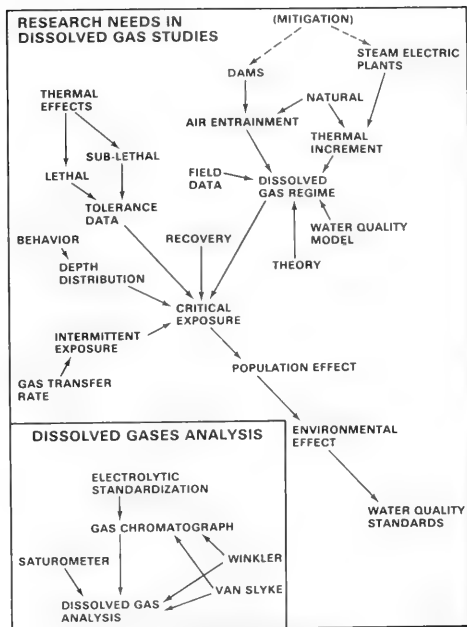 RESEARCH NEEDS IN
DISSOLVED GAS STUDIES
(MITIGATION)
STEAM ELECTRIC
PLANTS
DAMS
THERMAL
EFFECTS
NATURAL
AIR ENTRAINMENT
THERMAL
INCREMENT
SUB-LETHAL
LETHAL
FIELD
DATA
DISSOLVED
GAS REGIME
TOLERANCE
DATA
WATER QUALITY
MODEL
BEHAVIOR
RECOVERY
THEORY
DEPTH
DISTRIBUTION
CRITICAL
EXPOSURE
INTERMITTENT
EXPOSURE
POPULATION EFFECT
GAS TRANSFER
RATE
ENVIRONMENTAL
EFFECT
WATER QUALITY
STANDARDS
DISSOLVED GASES ANALYSIS
ELECTROLYTIC
STANDARDIZATION
GAS CHROMATOGRAPH
SATUROMETER
WINKLER
VAN SLYKE
DISSOLVED GAS
ANALYSIS